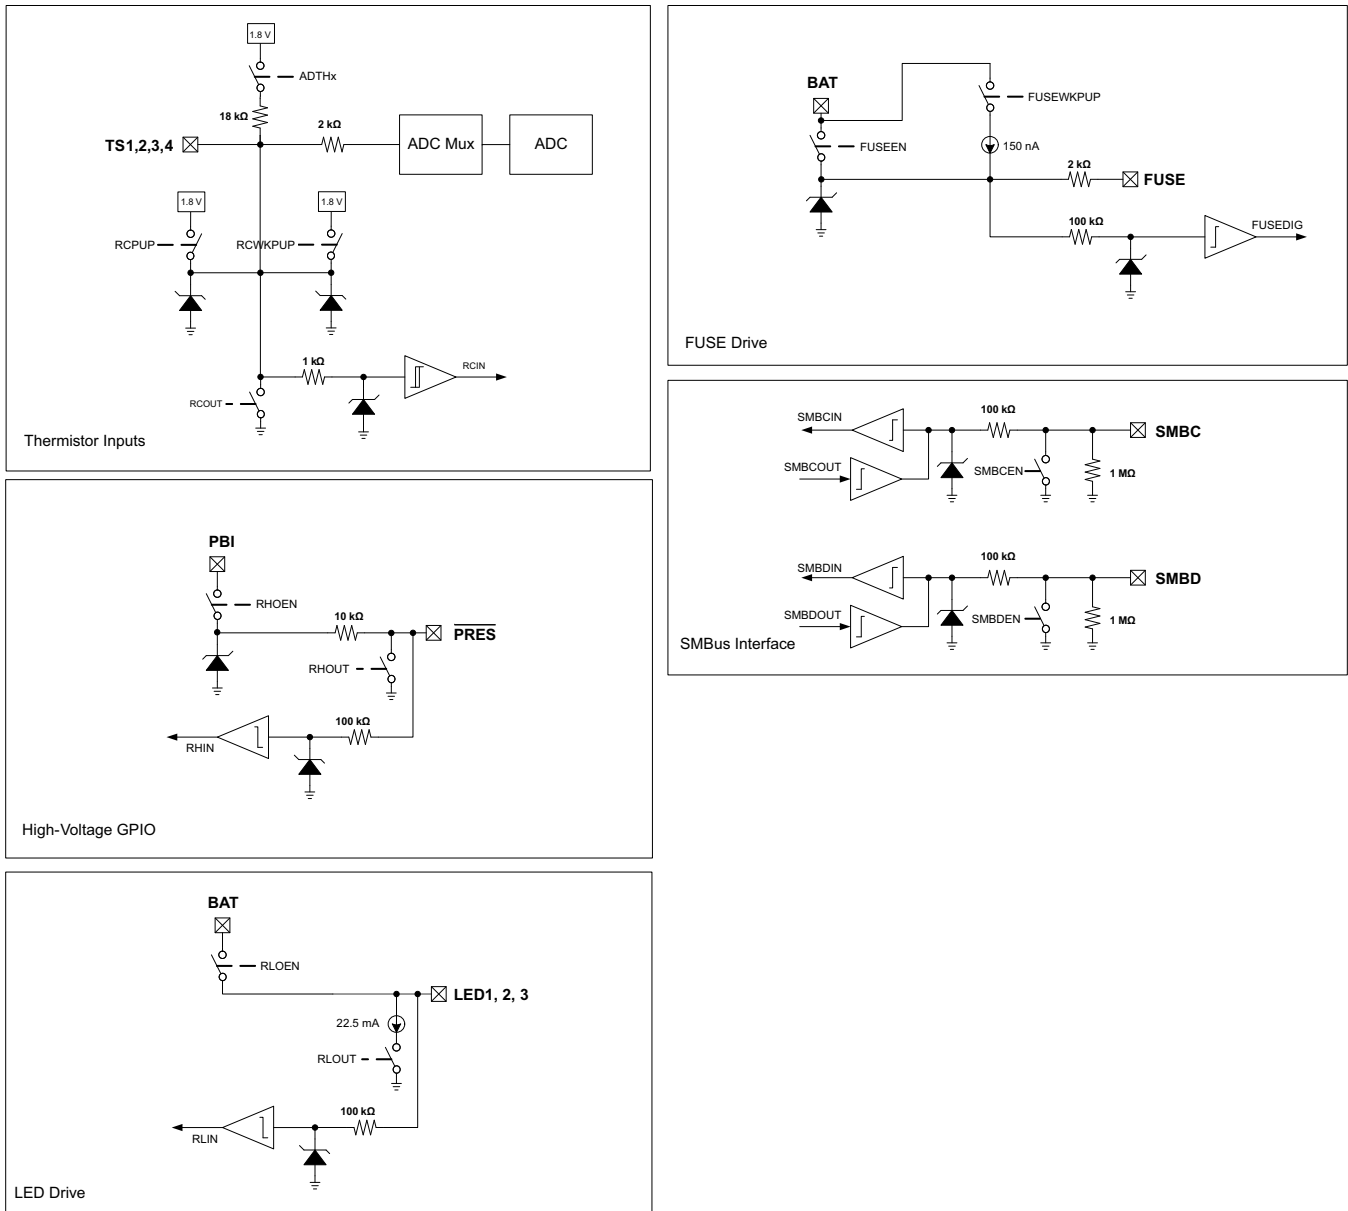 1.8 V
ADTHx
18 kΩ
2 kΩ
TS1,2,3,4
ADC Mux
ADC
1.8 V
1.8 V
RCPUP
RCWKPUP
1 kΩ
RCIN
RCOUT
Thermistor Inputs
BAT
FUSEWKPUP
FUSEEN
150 nA
2 kΩ
FUSE
100 kΩ
FUSEDIG
FUSE Drive
SMBCIN
100 kΩ
SMBC
SMBCOUT
SMBCEN
1 MΩ
SMBDIN
100 kΩ
SMBD
SMBDOUT
SMBDEN
1 MΩ
SMBus Interface
PBI
RHOEN
10 kΩ
PRES
RHOUT
100 kΩ
RHIN
High-Voltage GPIO
BAT
RLOEN
LED1, 2, 3
22.5 mA
RLOUT
100 kΩ
RLIN
LED Drive